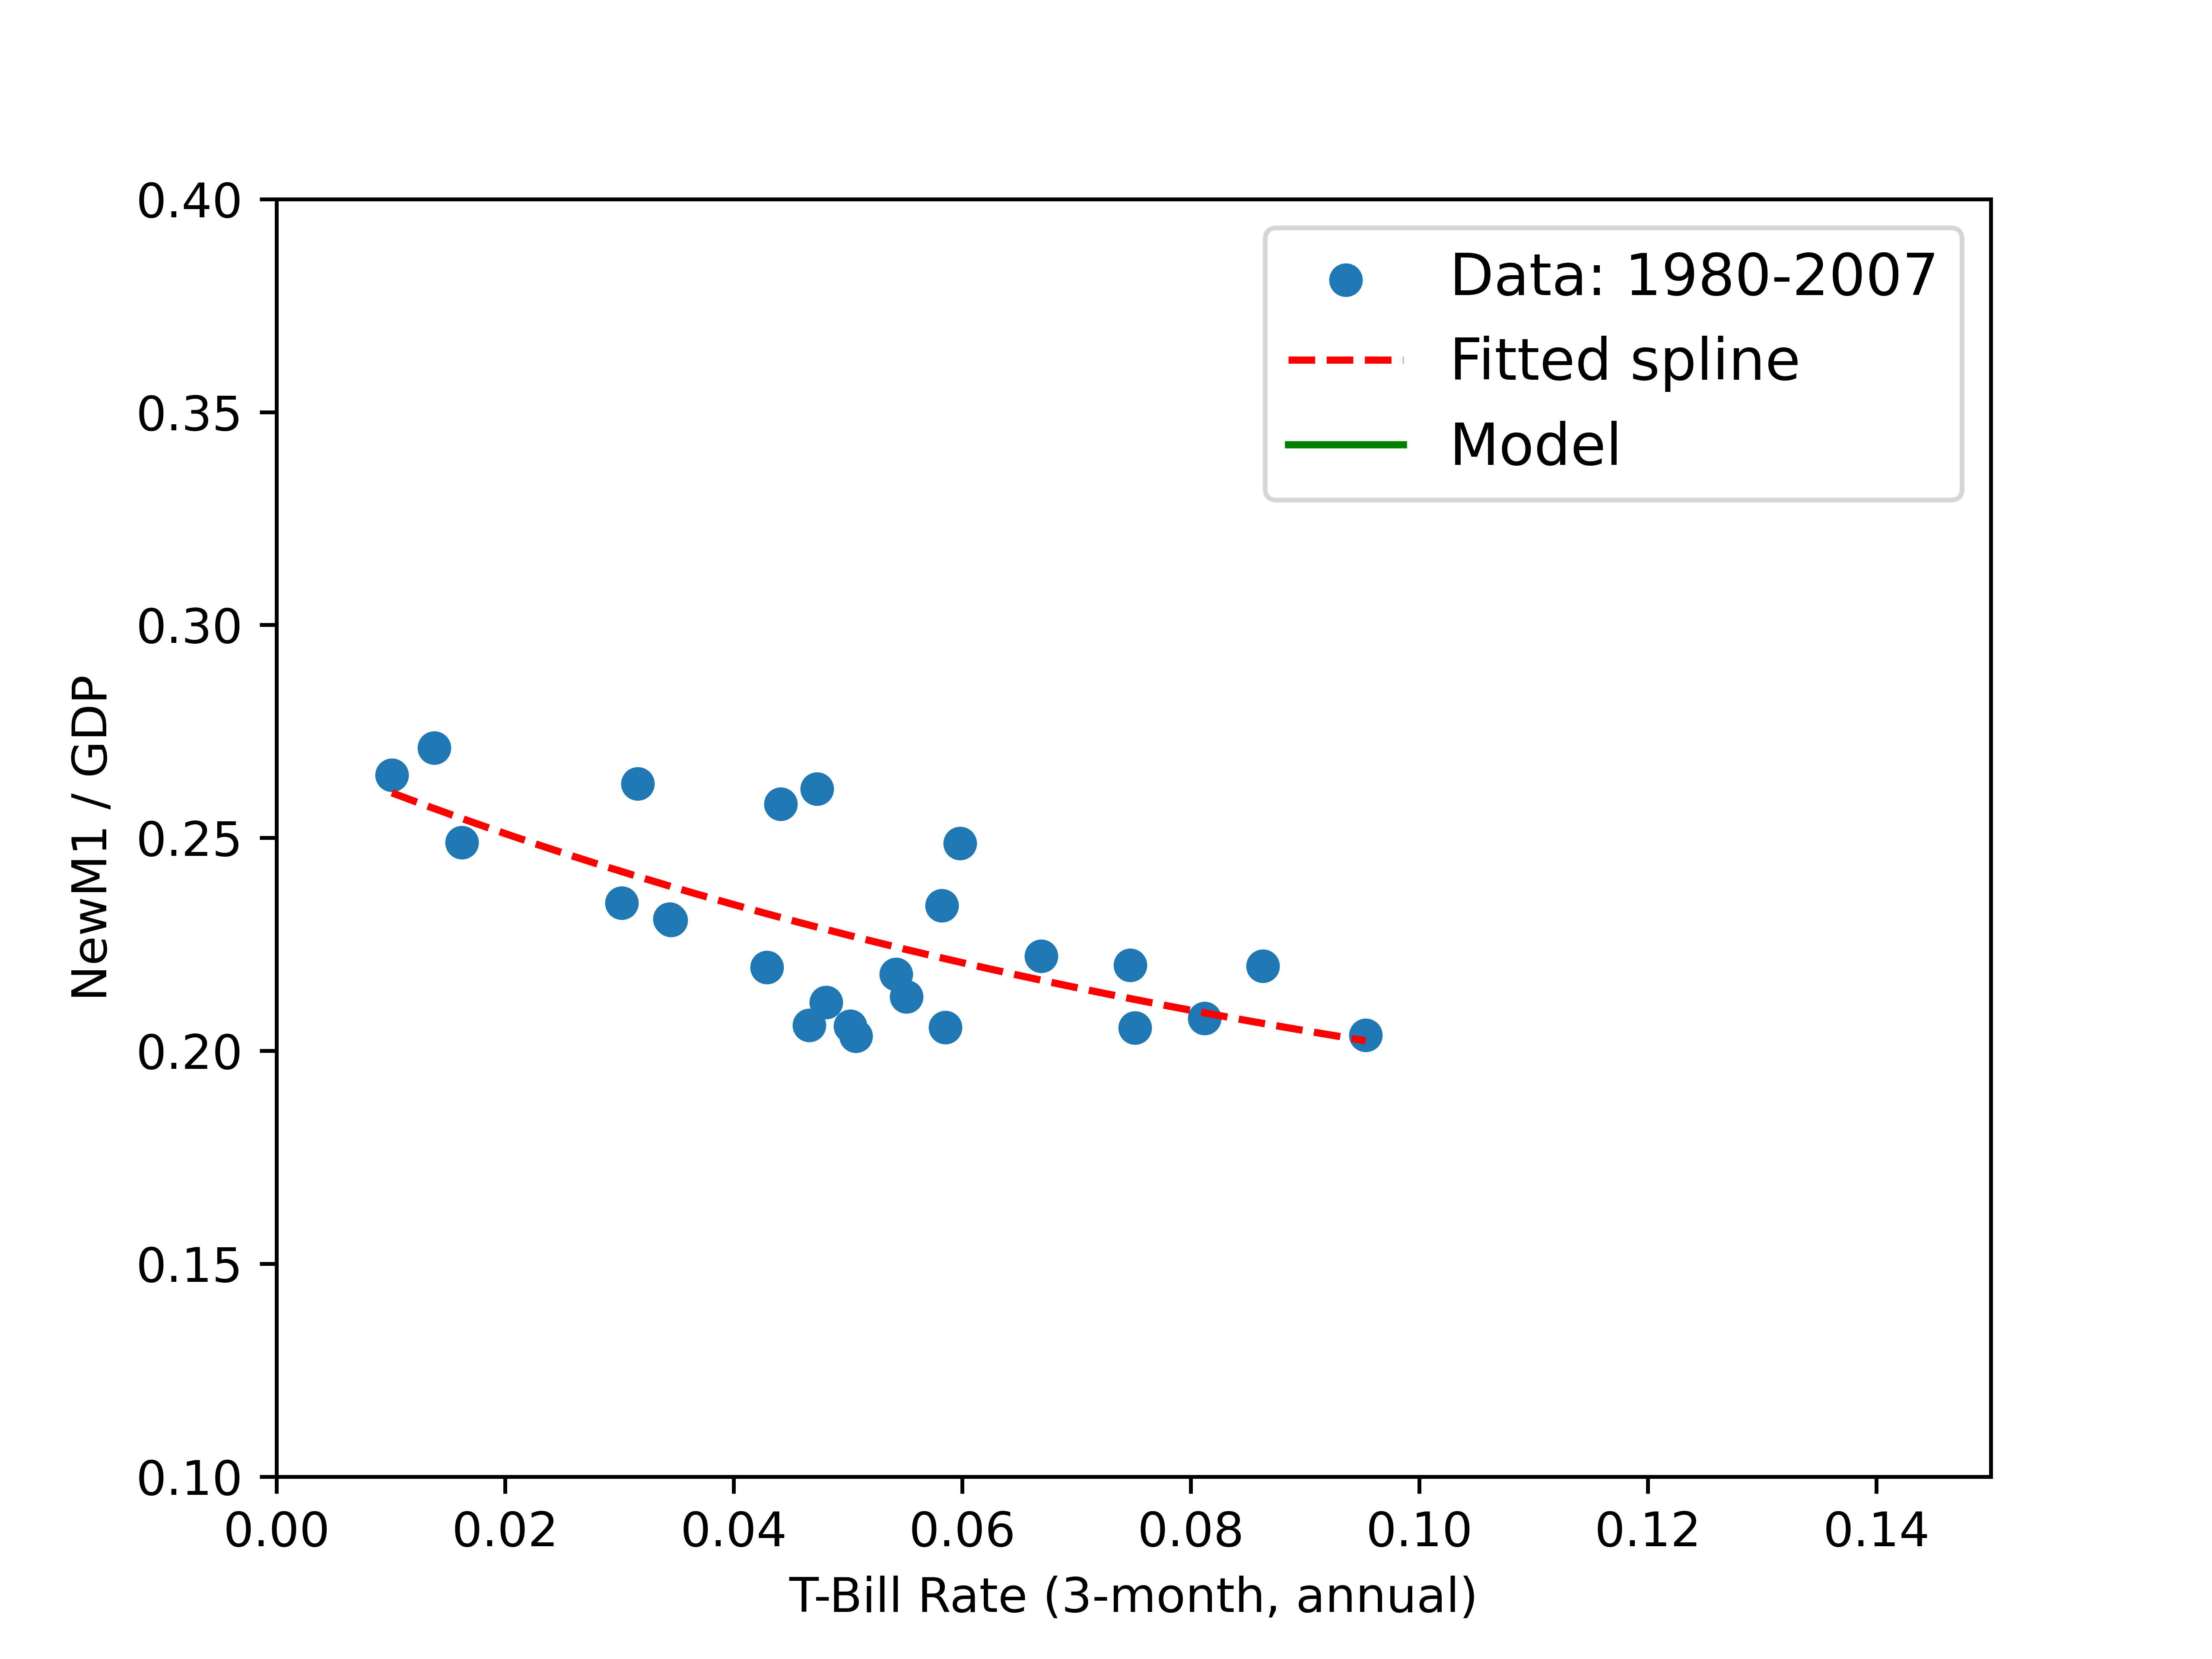 0.40
0.35
0.30
0.25
0.20
0.15
0.10
NewM1 / GDP
Data: 1980-2007
Fitted spline
Model
0.00 0.02 0.04 0.06 0.08 0.10 0.12 0.14
T-Bill Rate (3-month, annual)